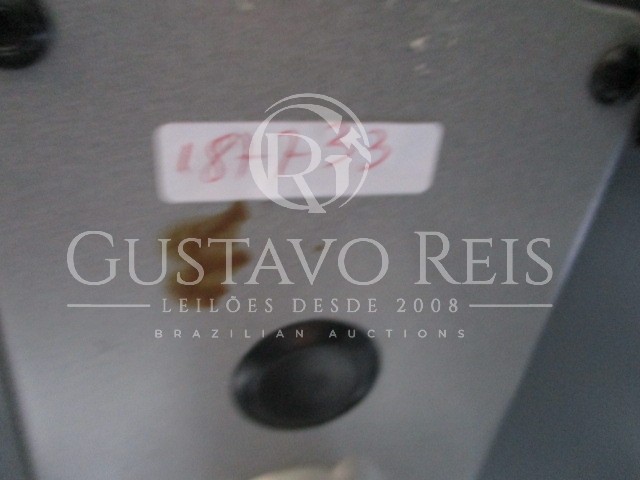 GUSTAVO REIS
LEILÕES DESDE 2008
BRAZILIAN AUCTIONS